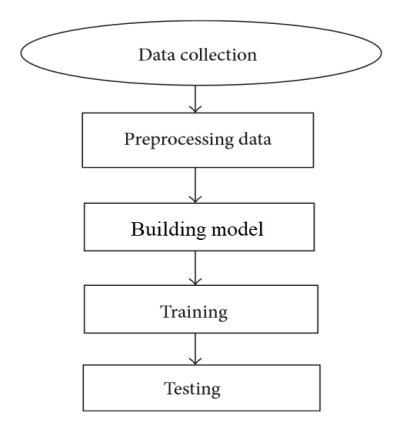 Data collection
Preprocessing data
Building model
Training
Testing